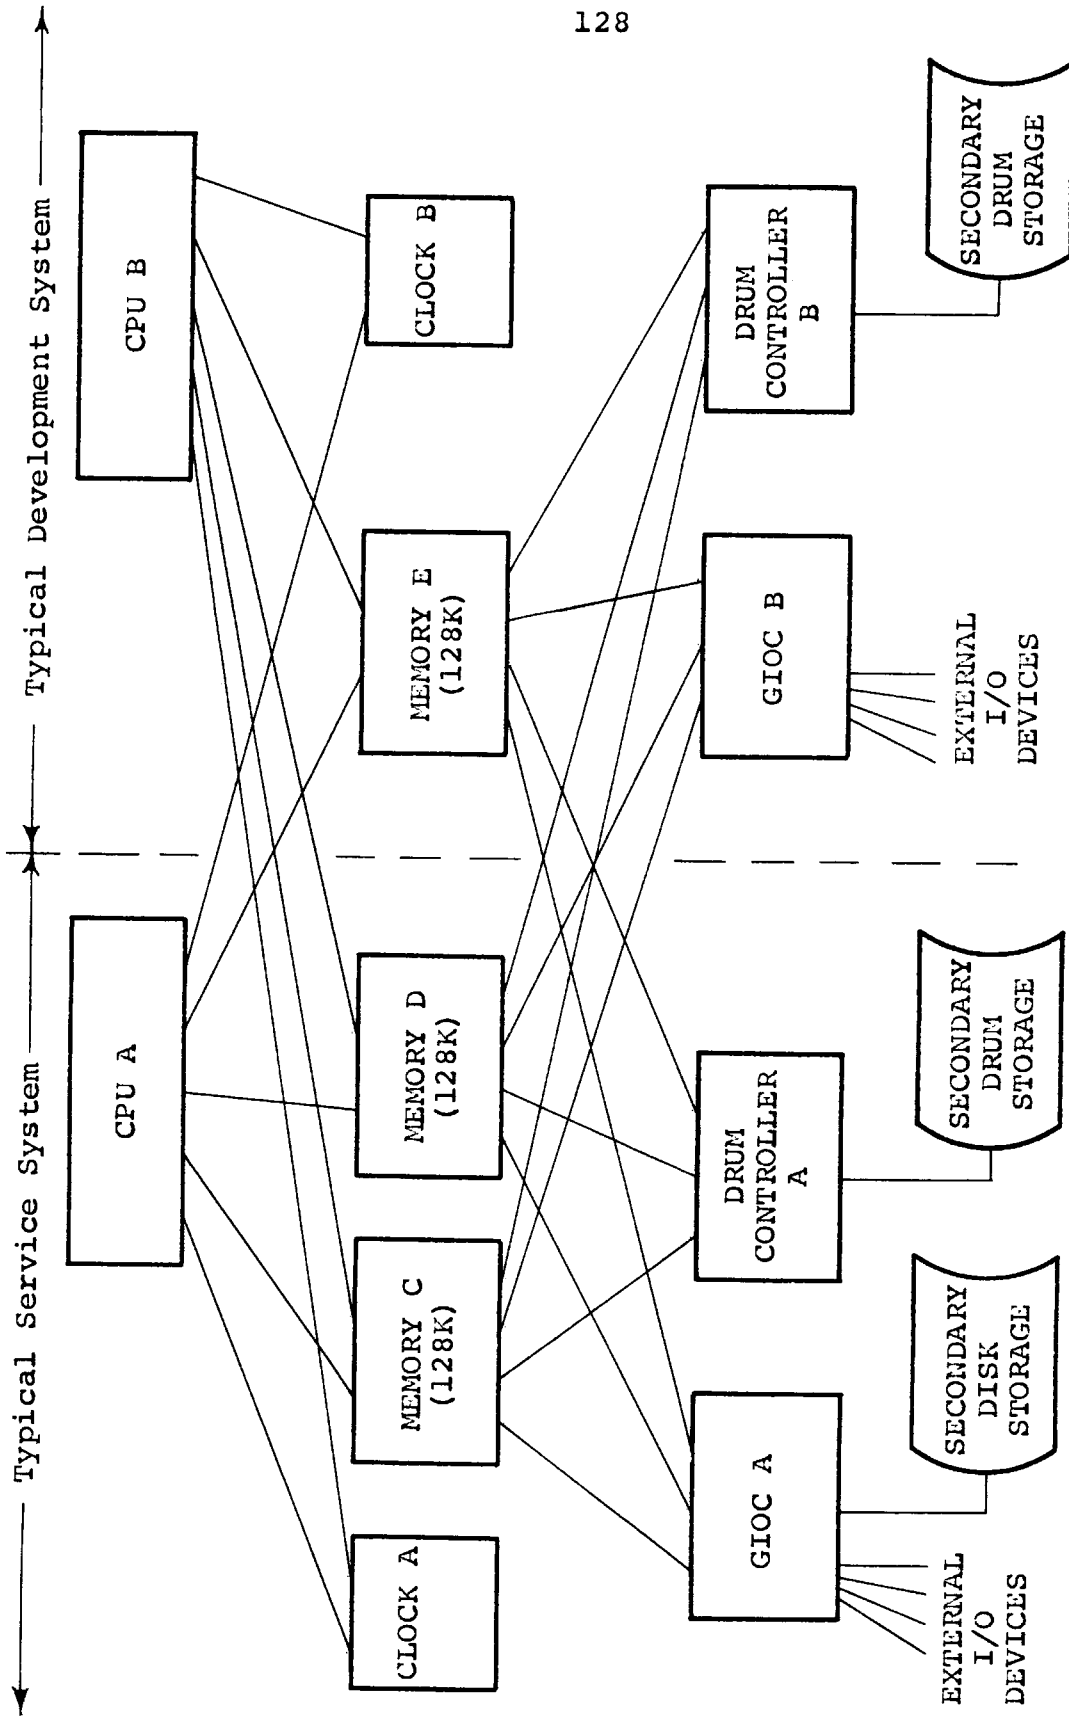 128
Typical Service System
Typical Development System
CPU A
CPU B
CLOCK A
MEMORY C
(128K)
MEMORY D
(128K)
MEMORY E
(128K)
CLOCK B
GIOC A
DRUM
CONTROLLER
A
GIOC B
DRUM
CONTROLLER
B
EXTERNAL
I/O
DEVICES
SECONDARY
DISK
STORAGE
SECONDARY
DRUM
STORAGE
EXTERNAL
I/O
DEVICES
SECONDARY
DRUM
STORAGE